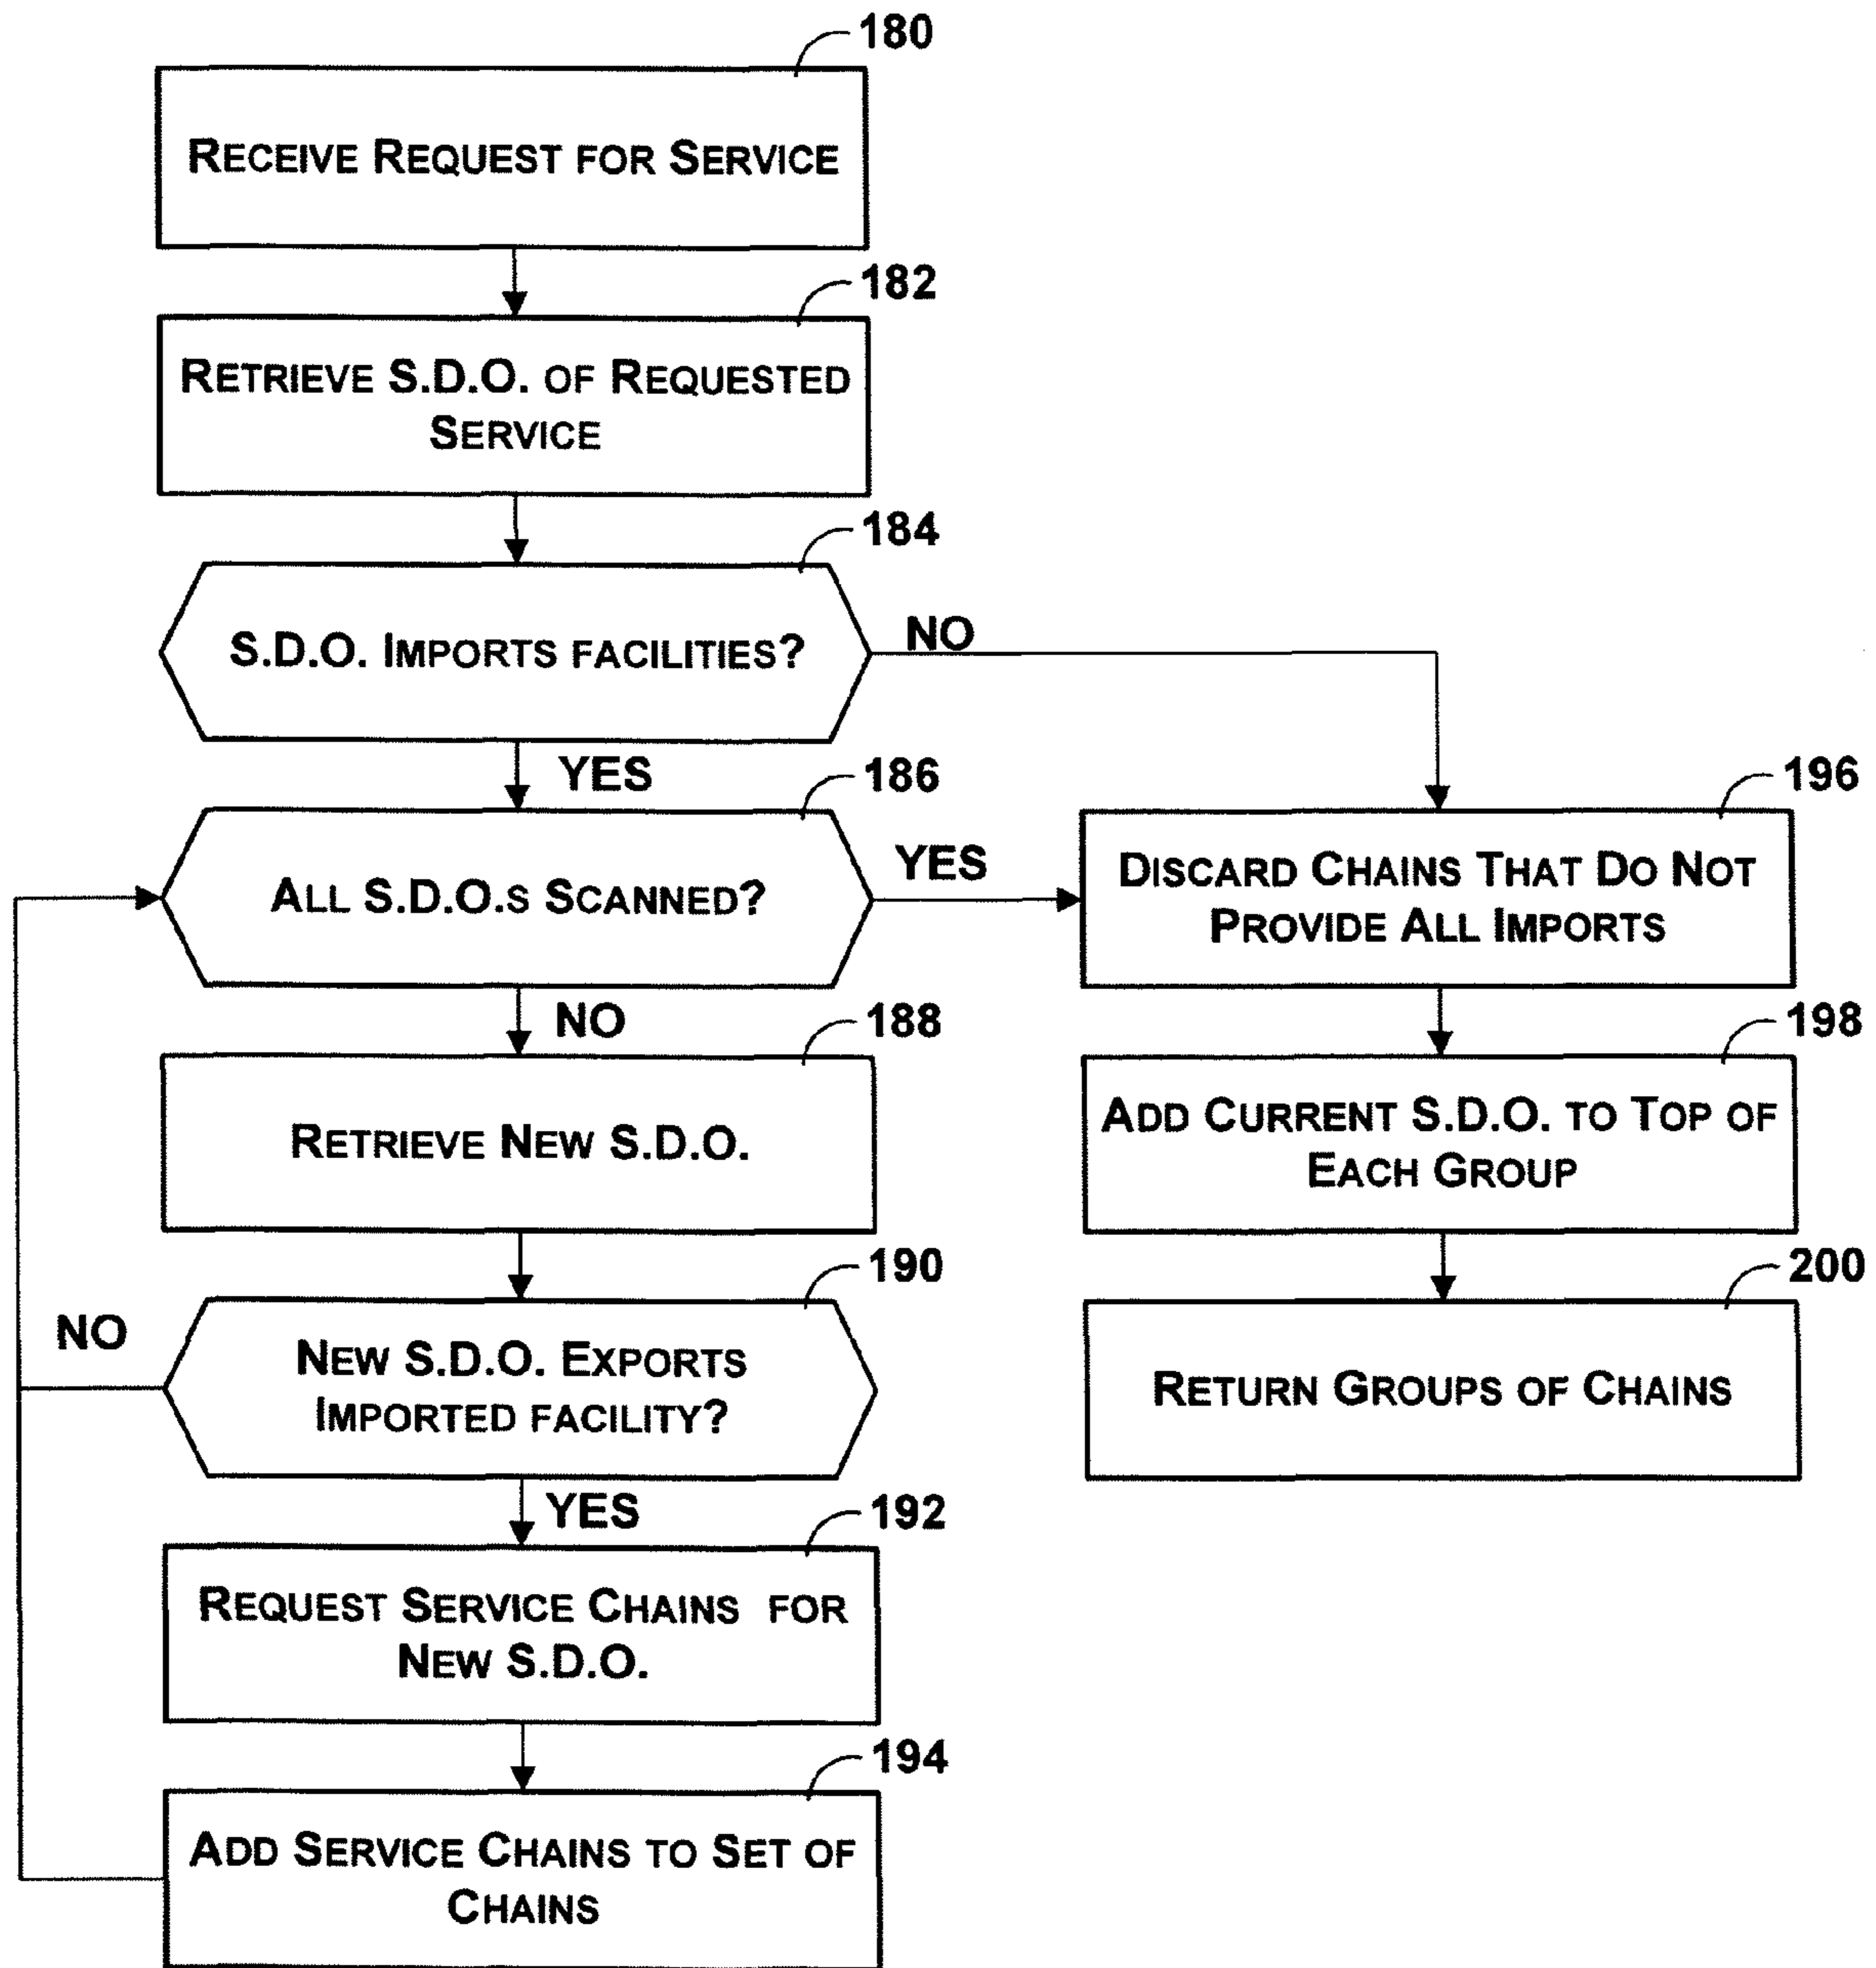 180
RECEIVE REQUEST FOR SERVICE
182
RETRIEVE S.D.O. OF REQUESTED
SERVICE
184
S.D.O. IMPORTS FACILITIES?
NO
YES
186
ALL S.D.O.S SCANNED?
YES
NO
188
RETRIEVE NEW S.D.O.
190
NEW S.D.O. EXPORTS
IMPORTED FACILITY?
NO
YES
192
REQUEST SERVICE CHAINS FOR
NEW S.D.O.
194
ADD SERVICE CHAINS TO SET OF
CHAINS
196
DISCARD CHAINS THAT DO NOT
PROVIDE ALL IMPORTS
198
ADD CURRENT S.D.O. TO TOP OF
EACH GROUP
200
RETURN GROUPS OF CHAINS